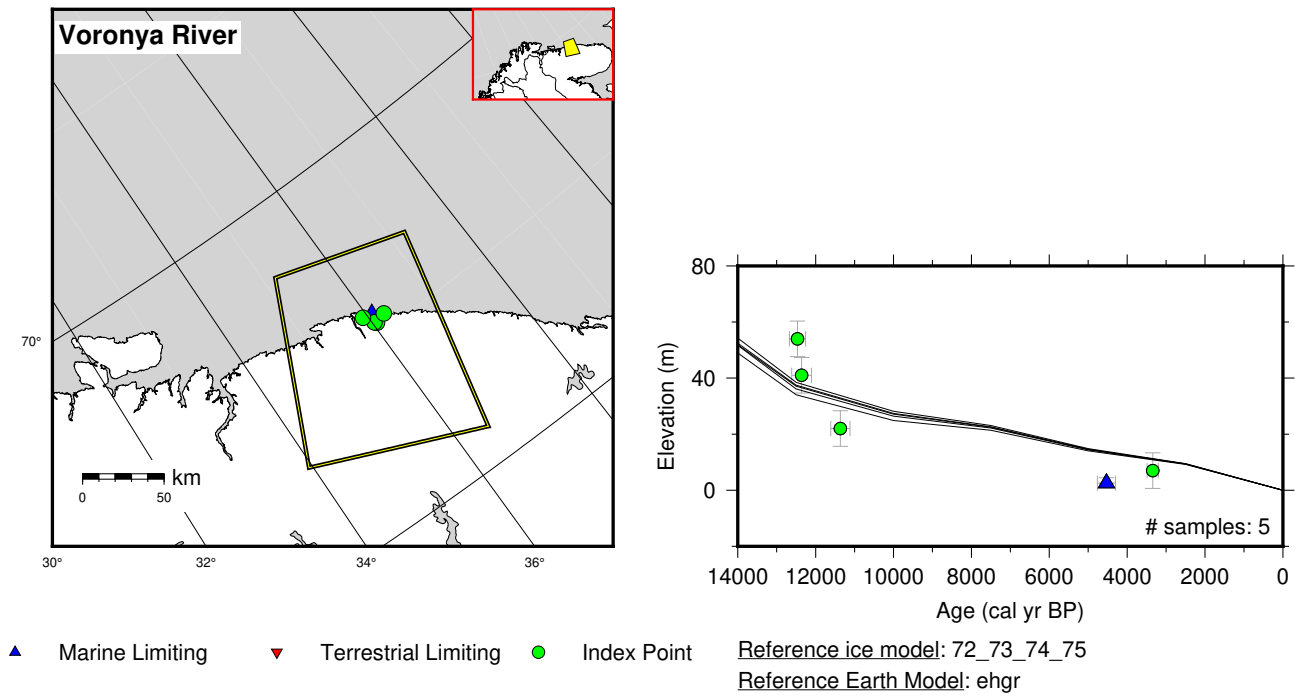 Voronya River
70°
km
0 50
30° 32° 34° 36°
80
40
0
Elevation (m)
# samples: 5
14000 12000 10000 8000 6000 4000 2000 0
Age (cal yr BP)
Marine Limiting Terrestrial Limiting Index Point
Reference ice model: 72_73_74_75
Reference Earth Model: ehgr